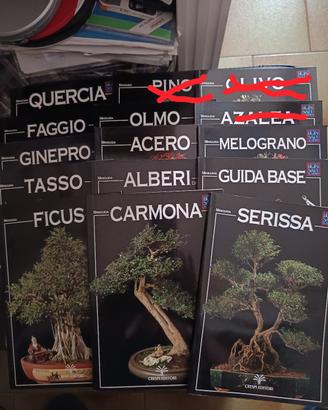 QUERCIA
PINO
OLIVO
FAGGIO
OLMO
AZALEA
GINEPRO
ACERO
MELOGRANO
TASSO
ALBERI
GUIDA BASE
FICUS
CARMONA
SERISSA
CRESPI EDITORI
CRESPI EDITORI